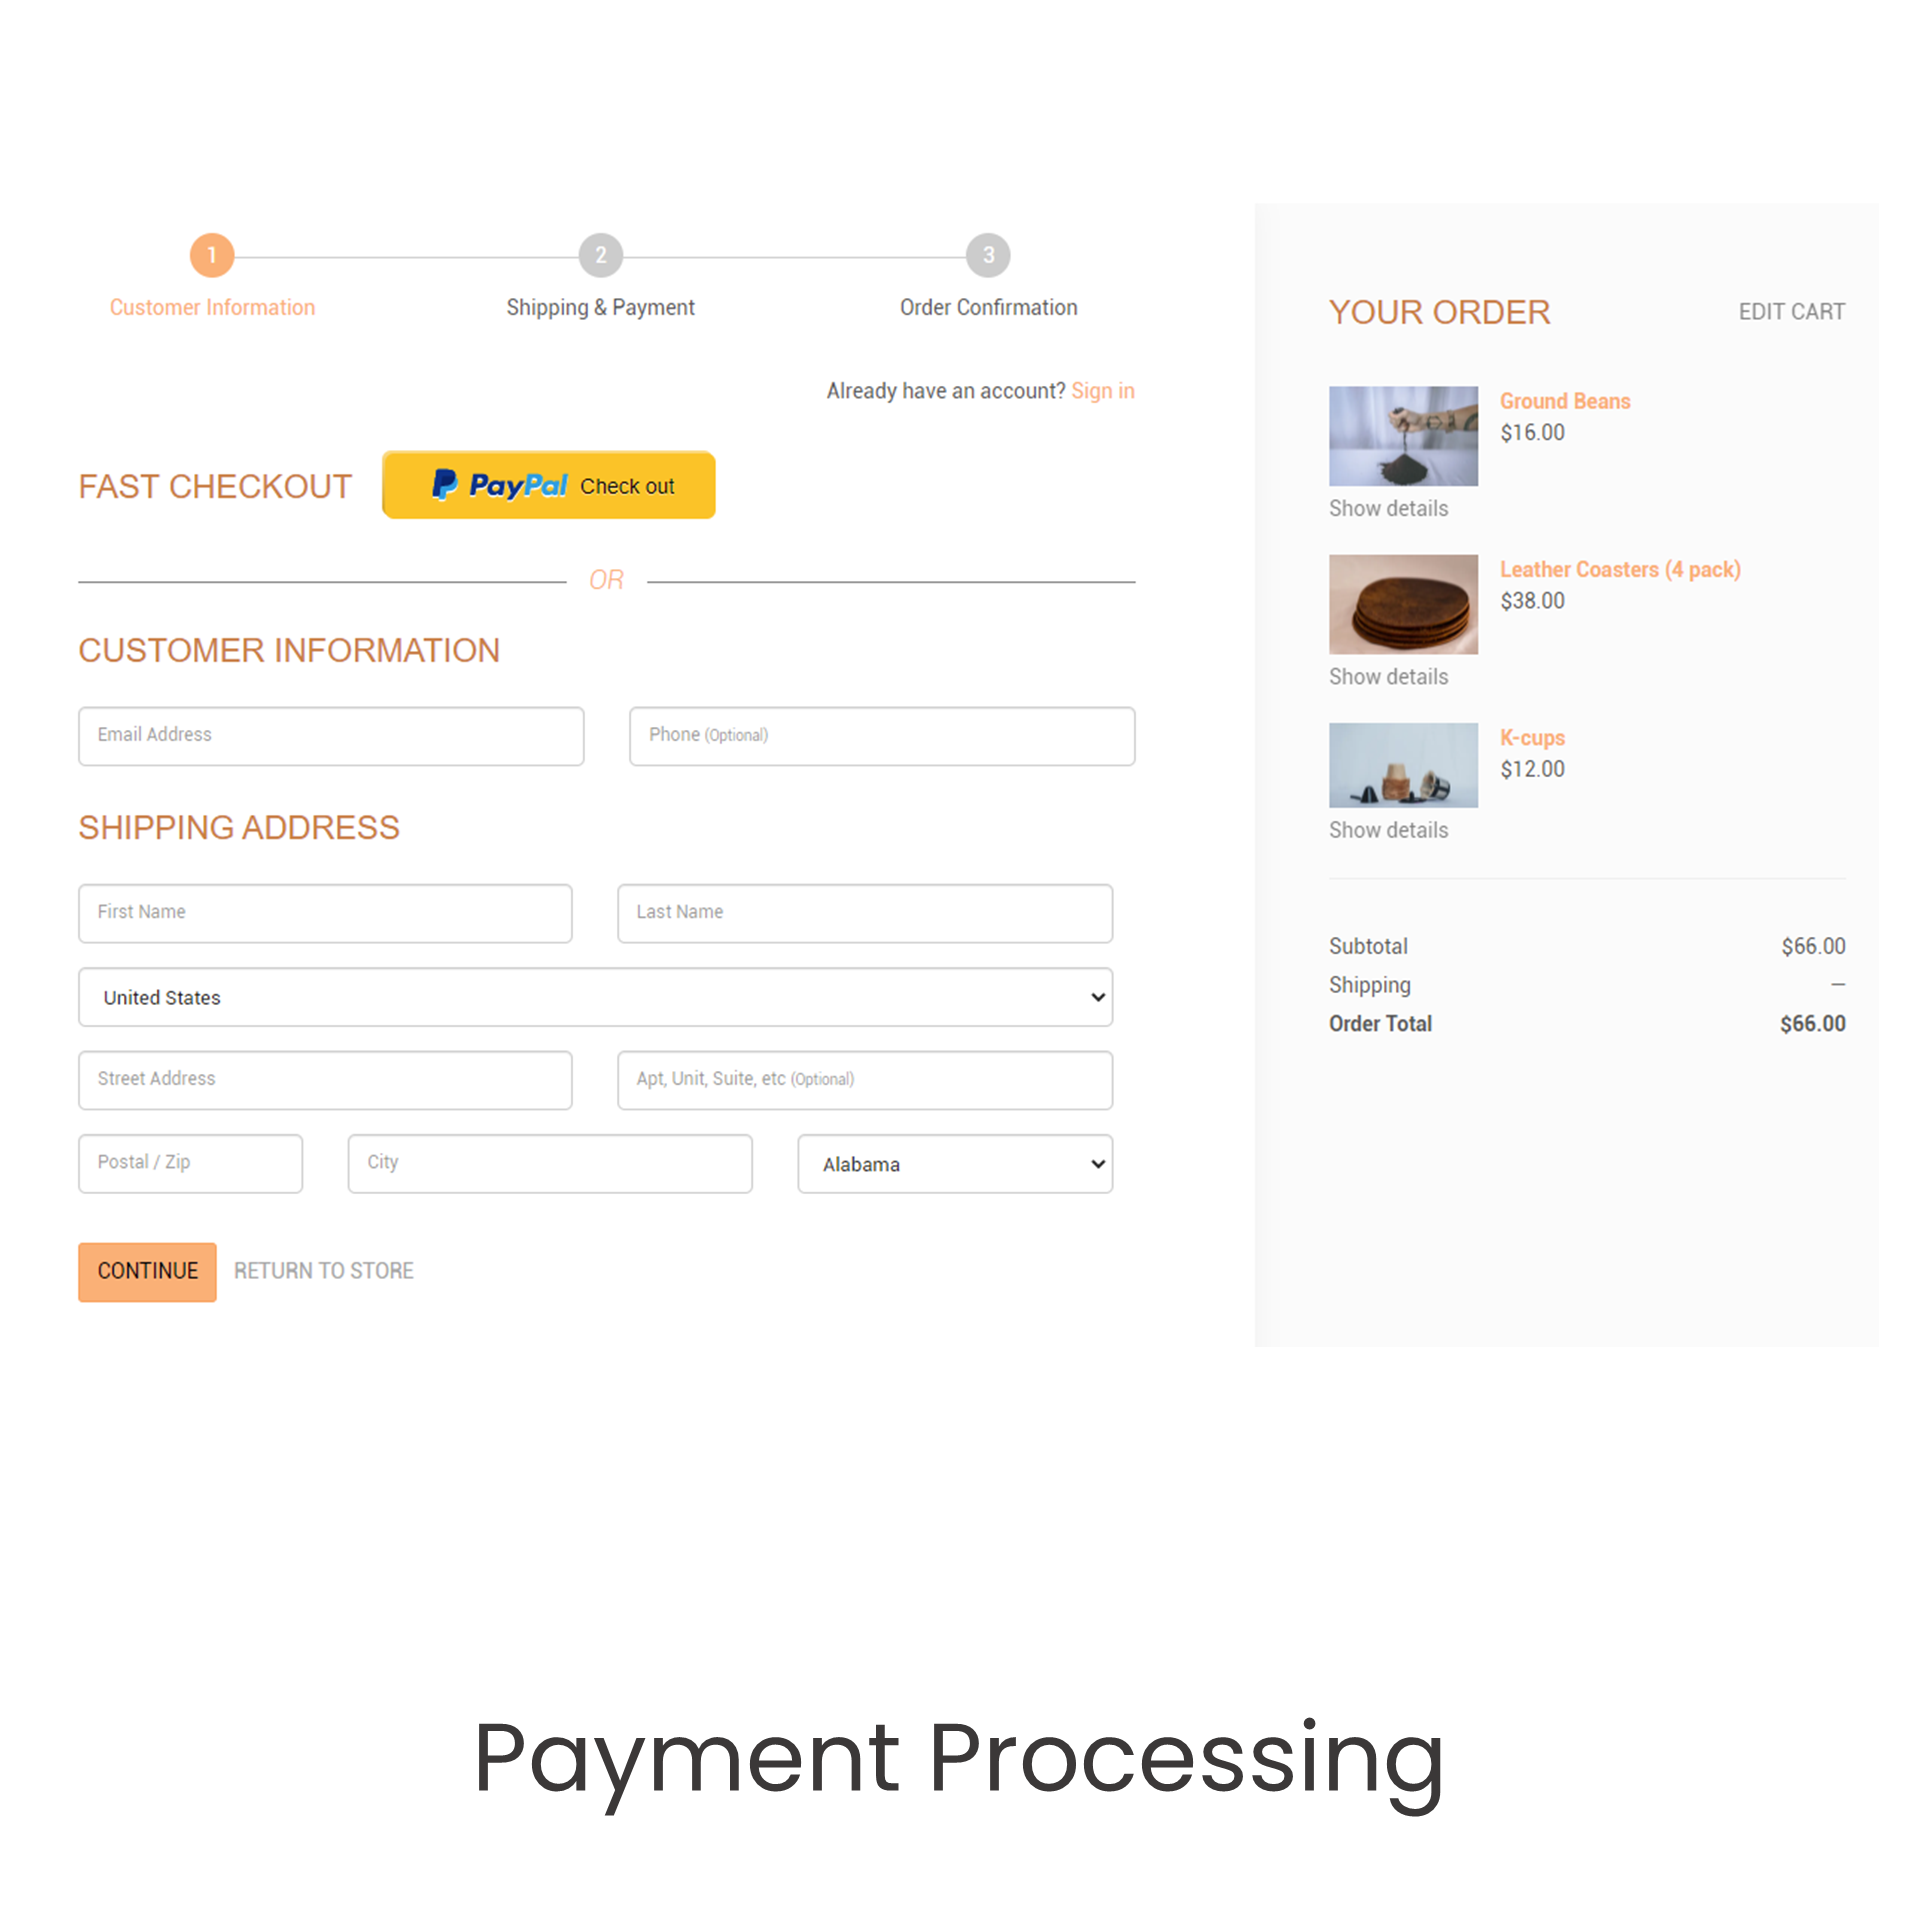 1
2
3
Customer Information
Shipping & Payment
Order Confirmation
Already have an account? Sign in
FAST CHECKOUT
PayPal Check out
OR
CUSTOMER INFORMATION
Email Address
Phone (Optional)
SHIPPING ADDRESS
First Name
Last Name
United States
Street Address
Apt, Unit, Suite, etc (Optional)
Postal / Zip
City
Alabama
CONTINUE
RETURN TO STORE
YOUR ORDER
EDIT CART
Ground Beans
$16.00
Show details
Leather Coasters (4 pack)
$38.00
Show details
K-cups
$12.00
Show details
Subtotal $66.00
Shipping —
Order Total $66.00
Payment Processing